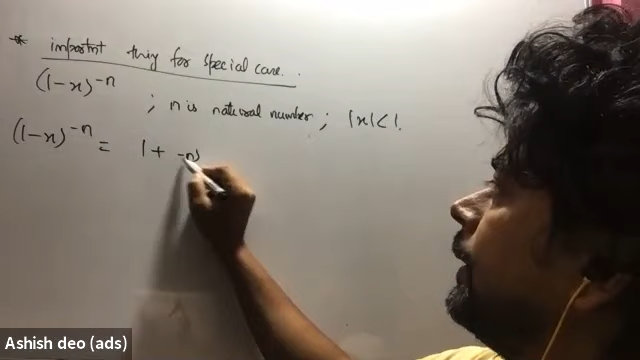 * important thing for special case..
(1-x)^-n ; n is natural number ; |x| < 1.
(1-x)^-n = 1 + -n)
Ashish deo (ads)